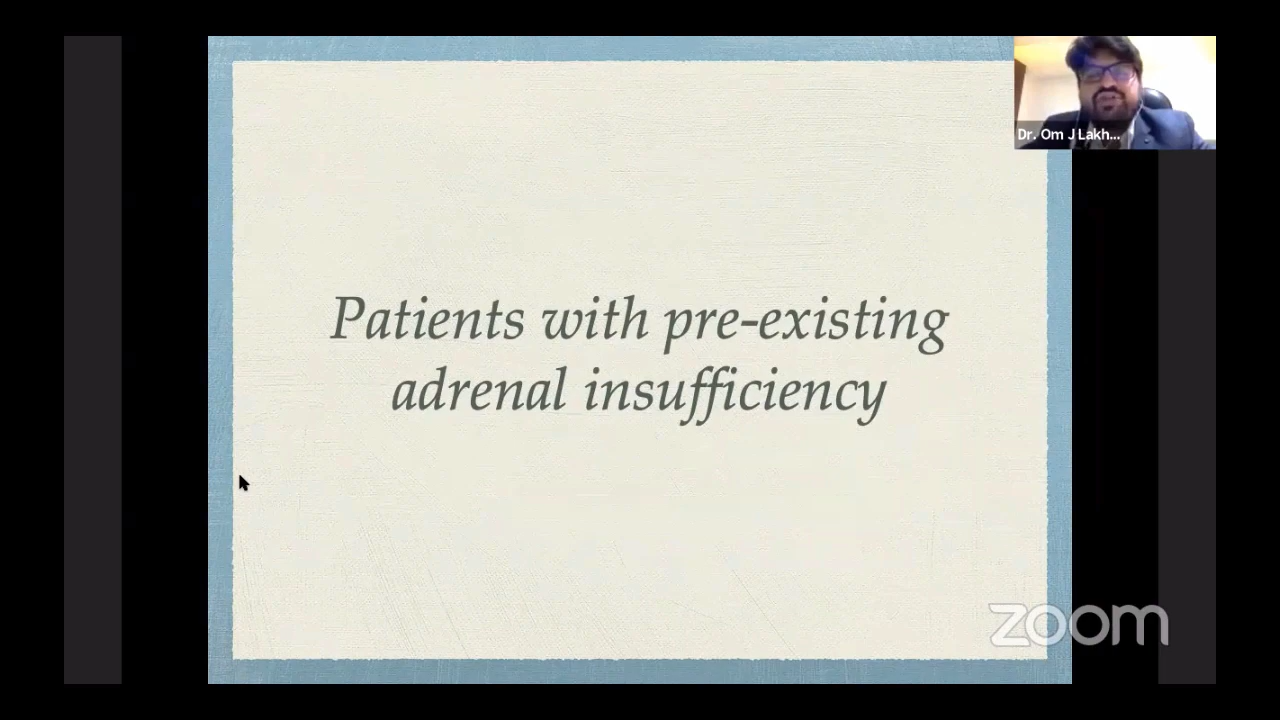 Dr. Om J Lakh...
Patients with pre-existing
adrenal insufficiency
zoom